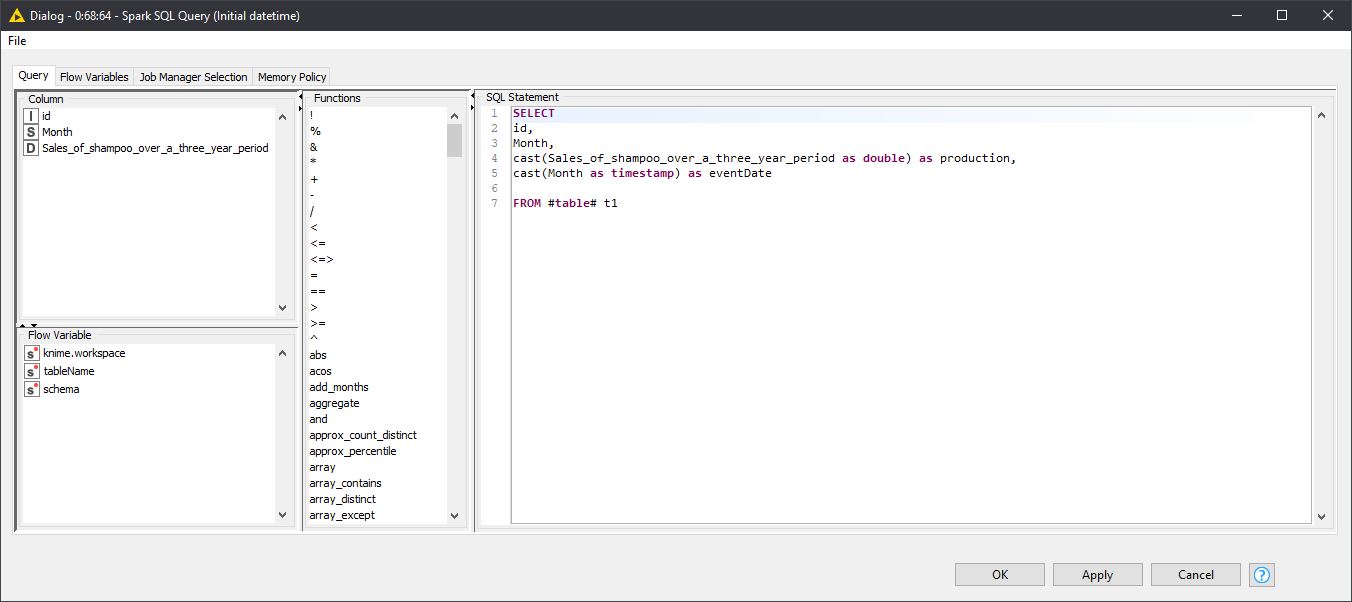 Dialog - 0:68:64 - Spark SQL Query (Initial datetime)
File
Query Flow Variables Job Manager Selection Memory Policy
Column
I id
S Month
D Sales_of_shampoo_over_a_three_year_period
Flow Variable
s knime.workspace
s tableName
s schema
Functions
!
%
&
*
+
-
/
<
<=
<=>
=
==
>
>=
^
abs
acos
add_months
aggregate
and
approx_count_distinct
approx_percentile
array
array_contains
array_distinct
array_except
SQL Statement
1 SELECT
2 id,
3 Month,
4 cast(Sales_of_shampoo_over_a_three_year_period as double) as production,
5 cast(Month as timestamp) as eventDate
6
7 FROM #table# t1
OK Apply Cancel ?